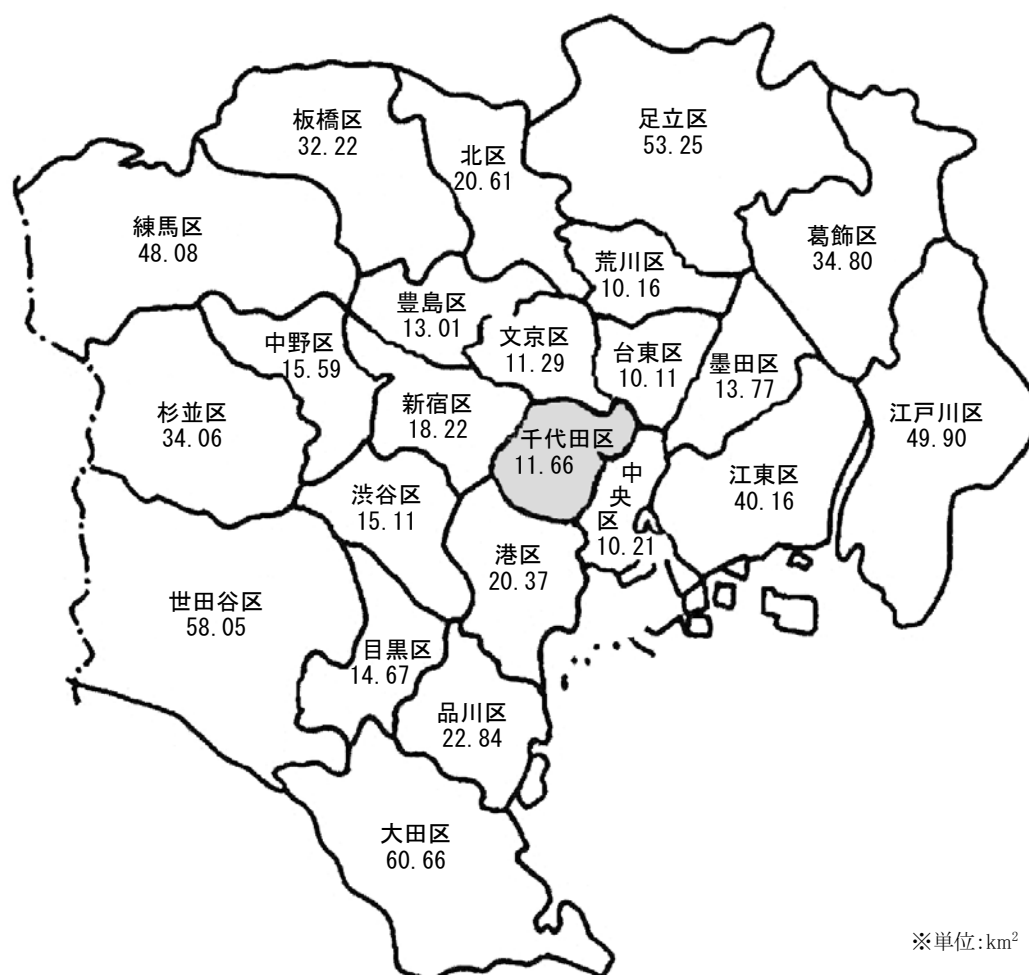 板橋区
32.22
北区
20.61
足立区
53.25
練馬区
48.08
葛飾区
34.80
荒川区
10.16
豊島区
13.01
文京区
11.29
台東区
10.11
墨田区
13.77
中野区
15.59
新宿区
18.22
杉並区
34.06
千代田区
11.66
江戸川区
49.90
中央区
10.21
江東区
40.16
渋谷区
15.11
港区
20.37
世田谷区
58.05
目黒区
14.67
品川区
22.84
大田区
60.66
※単位:km²